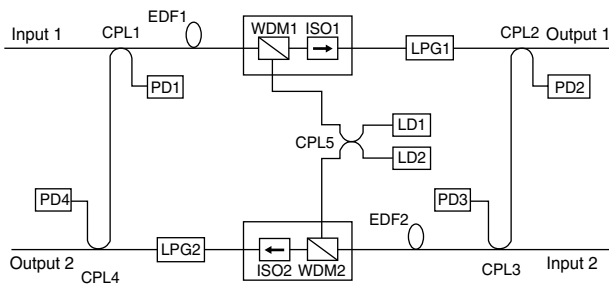 Input 1
CPL1
EDF1
WDM1
ISO1
LPG1
CPL2
Output 1
PD1
PD2
CPL5
LD1
LD2
PD4
PD3
EDF2
Output 2
CPL4
LPG2
ISO2
WDM2
CPL3
Input 2